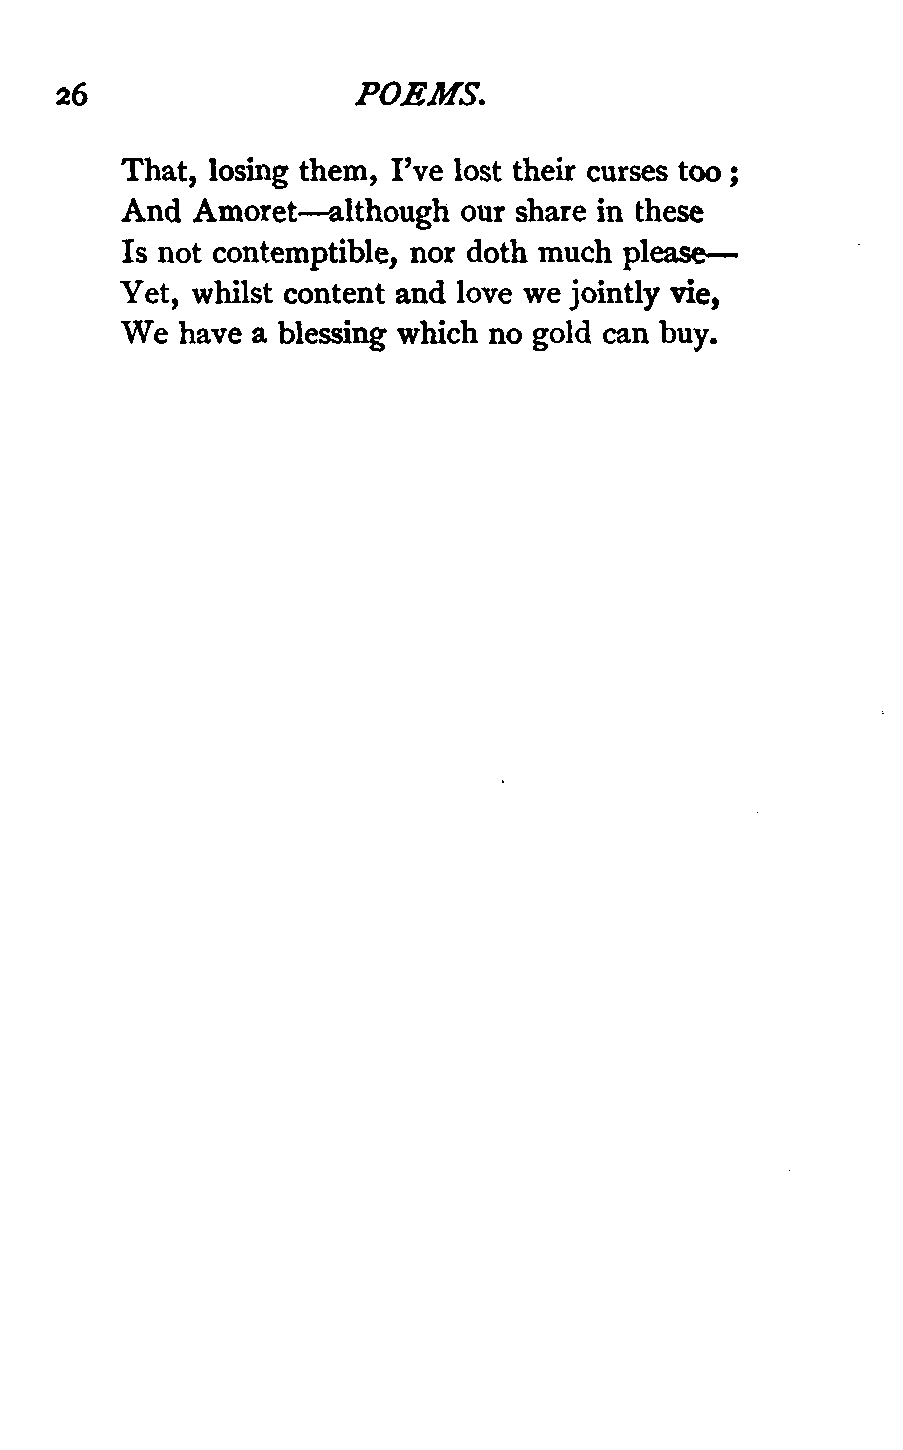 26 POEMS.
That, losing them, I've lost their curses too ;
And Amoret—although our share in these
Is not contemptible, nor doth much please—
Yet, whilst content and love we jointly vie,
We have a blessing which no gold can buy.